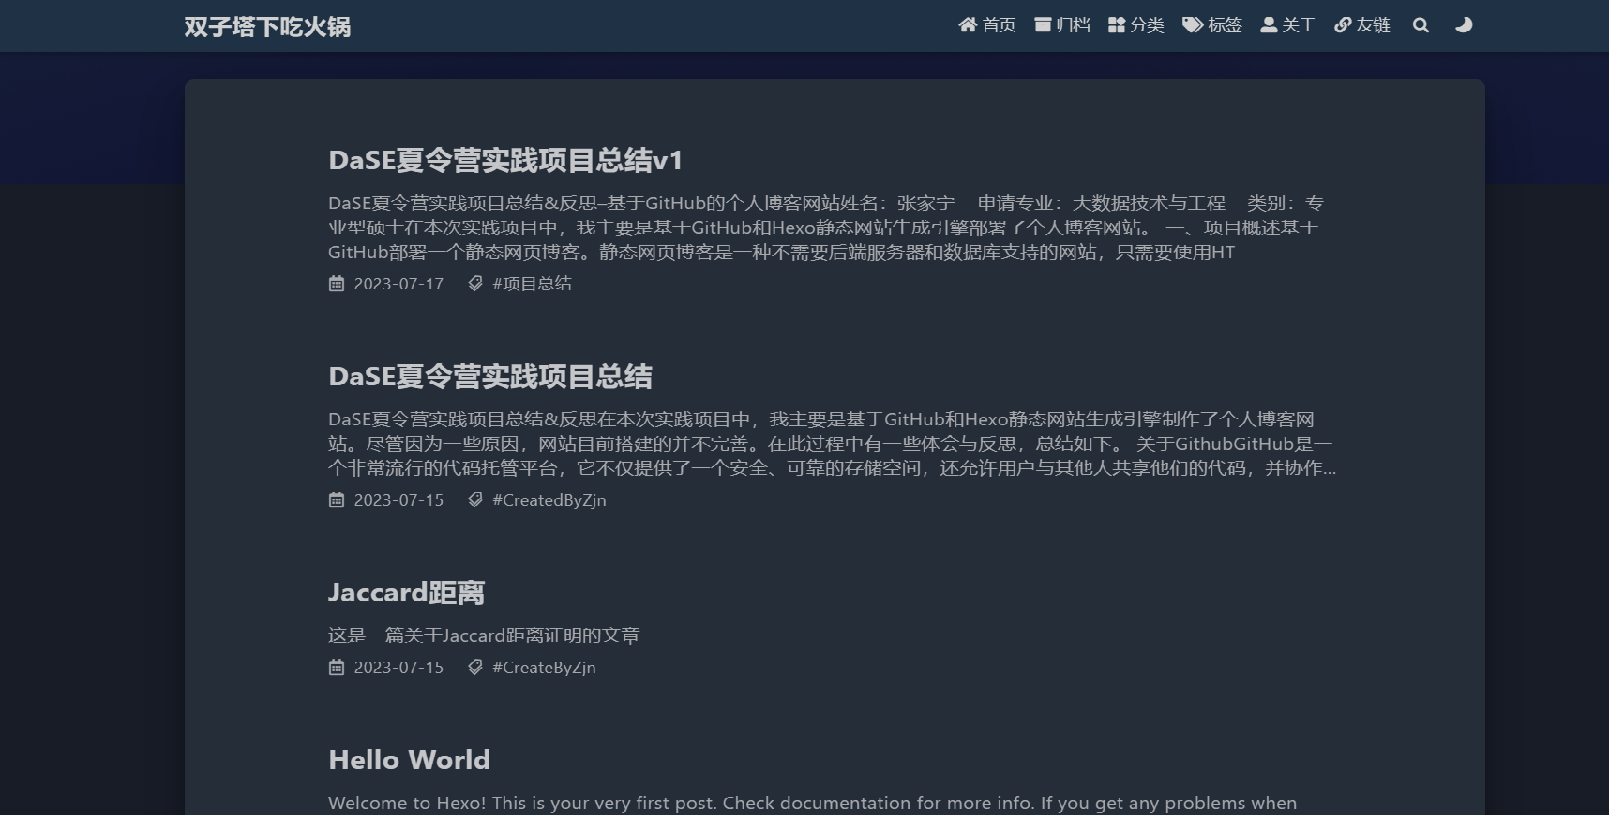 双子塔下吃火锅
首页 归档 分类 标签 关于 友链
DaSE夏令营实践项目总结v1
DaSE夏令营实践项目总结&反思–基于GitHub的个人博客网站姓名：张家宁 申请专业：大数据技术与工程 类别：专
业型硕士在本次实践项目中，我主要是基于GitHub和Hexo静态网站生成引擎部署了个人博客网站。 一、项目概述基于
GitHub部署一个静态网页博客。静态网页博客是一种不需要后端服务器和数据库支持的网站，只需要使用HT
2023-07-17 #项目总结
DaSE夏令营实践项目总结
DaSE夏令营实践项目总结&反思在本次实践项目中，我主要是基于GitHub和Hexo静态网站生成引擎制作了个人博客网
站。尽管因为一些原因，网站目前搭建的并不完善。在此过程中有一些体会与反思，总结如下。 关于GithubGitHub是一
个非常流行的代码托管平台，它不仅提供了一个安全、可靠的存储空间，还允许用户与其他人共享他们的代码，并协作...
2023-07-15 #CreatedByZjn
Jaccard距离
这是一篇关于Jaccard距离证明的文章
2023-07-15 #CreateByZjn
Hello World
Welcome to Hexo! This is your very first post. Check documentation for more info. If you get any problems when